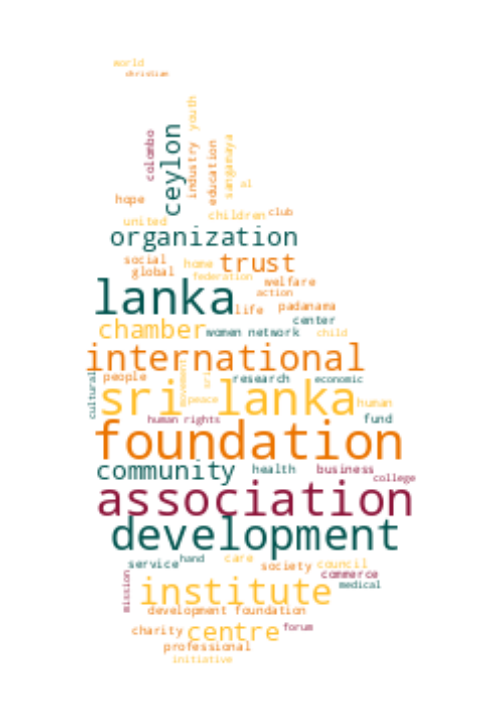 world
christian
youth
colombo
ceylon
industry
education
sangamaya
al
hope
children
club
united
organization
social
global
home
trust
federation
welfare
action
lanka
life
padanama
center
chamber
women network
child
international
people
movement
sri
research
economic
cultural
sri lanka
peace
human
human rights
fund
foundation
community
health
business
college
association
development
service
hand
care
society
council
commerce
medical
mission
institute
development foundation
charity
centre
forum
professional
initiative